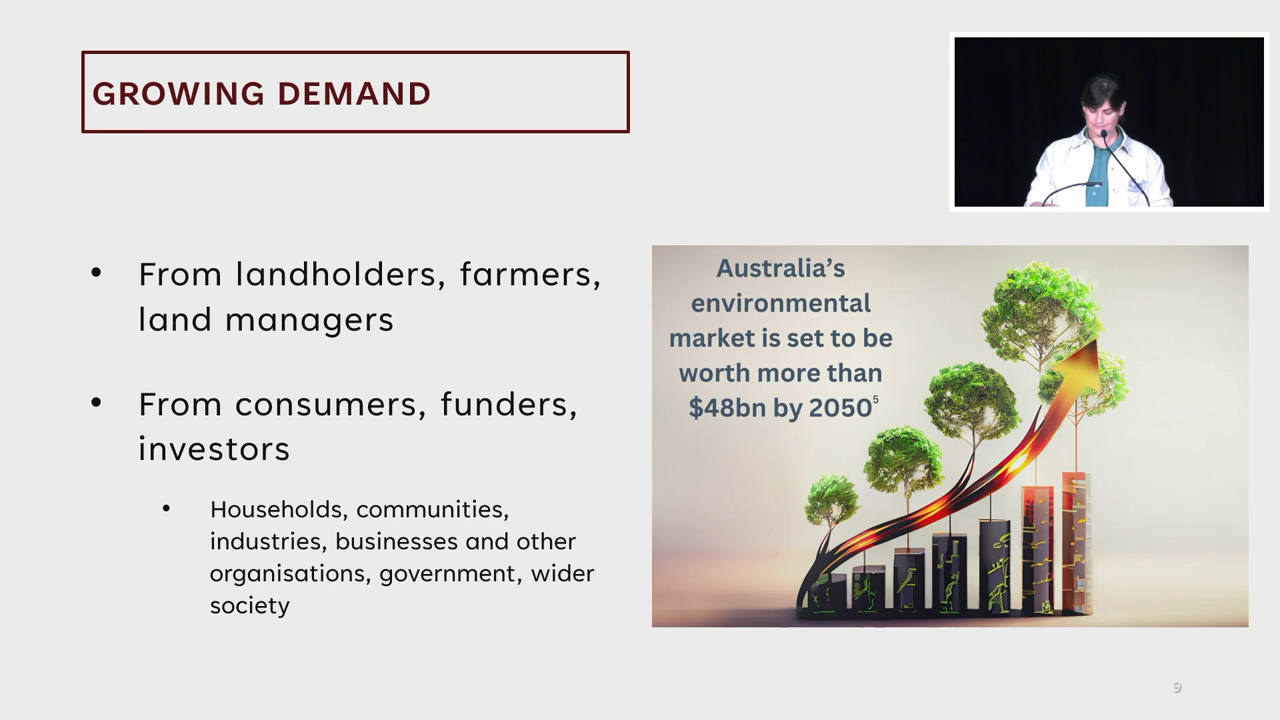 GROWING DEMAND
• From landholders, farmers,
land managers
• From consumers, funders,
investors
• Households, communities,
industries, businesses and other
organisations, government, wider
society
Australia's
environmental
market is set to be
worth more than
$48bn by 2050⁵
9